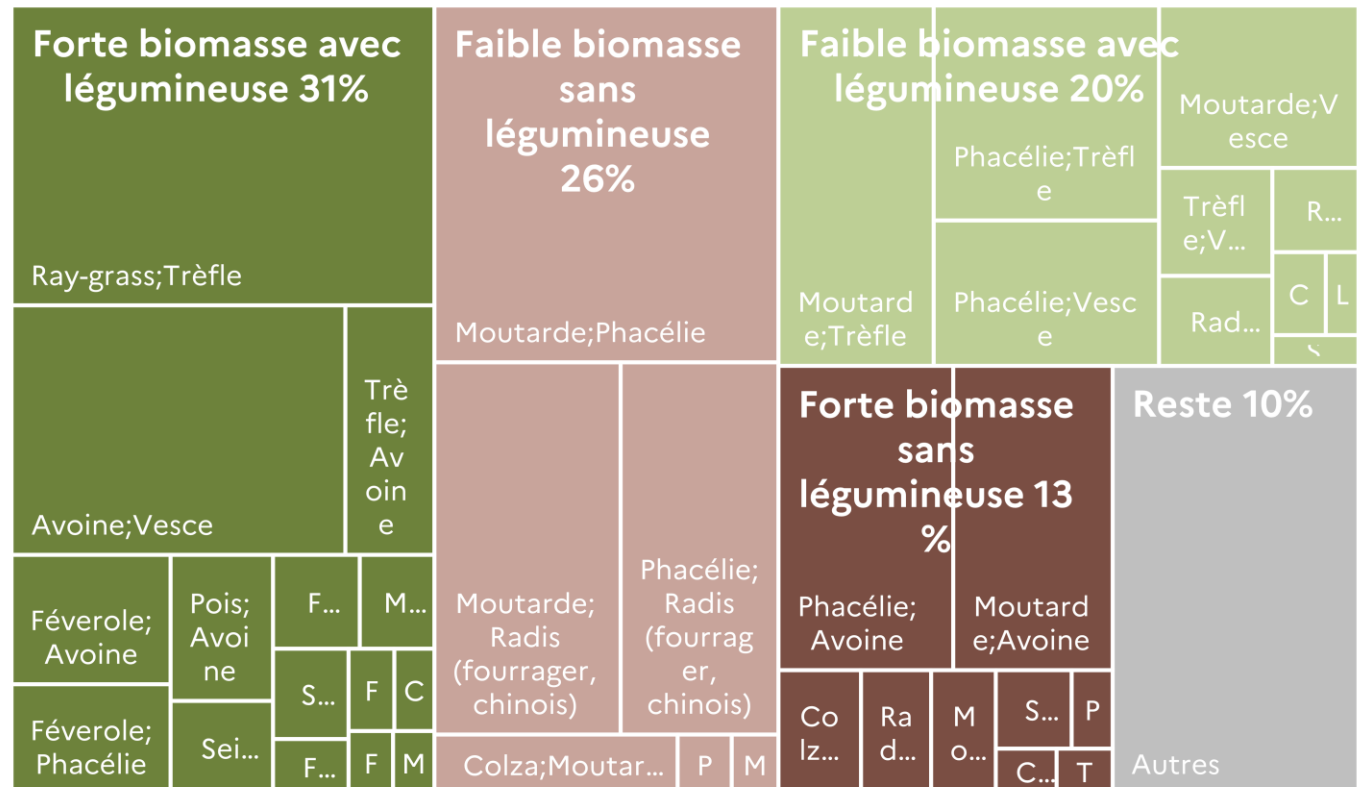 Forte biomasse avec
légumineuse 31%
Ray-grass;Trèfle
Avoine;Vesce
Trè
fle;
Av
oin
e
Féverole;
Avoine
Féverole;
Phacélie
Pois;
Avoi
ne
Sei...
F...
M...
S...
F
C
F...
F
M
Faible biomasse
sans
légumineuse
26%
Moutarde;Phacélie
Moutarde;
Radis
(fourrager,
chinois)
Phacélie;
Radis
(fourrag
er,
chinois)
Colza;Moutar...
P
M
Faible biomasse avec
légumineuse 20%
Moutard
e;Trèfle
Phacélie;Trèfl
e
Phacélie;Vesc
e
Moutarde;V
esce
Trèfl
e;V...
R...
Rad...
C
L
Forte biomasse
sans
légumineuse 13
%
Phacélie;
Avoine
Moutard
e;Avoine
Co
lz...
Ra
d...
M
o...
S...
P
C...
T
Reste 10%
Autres